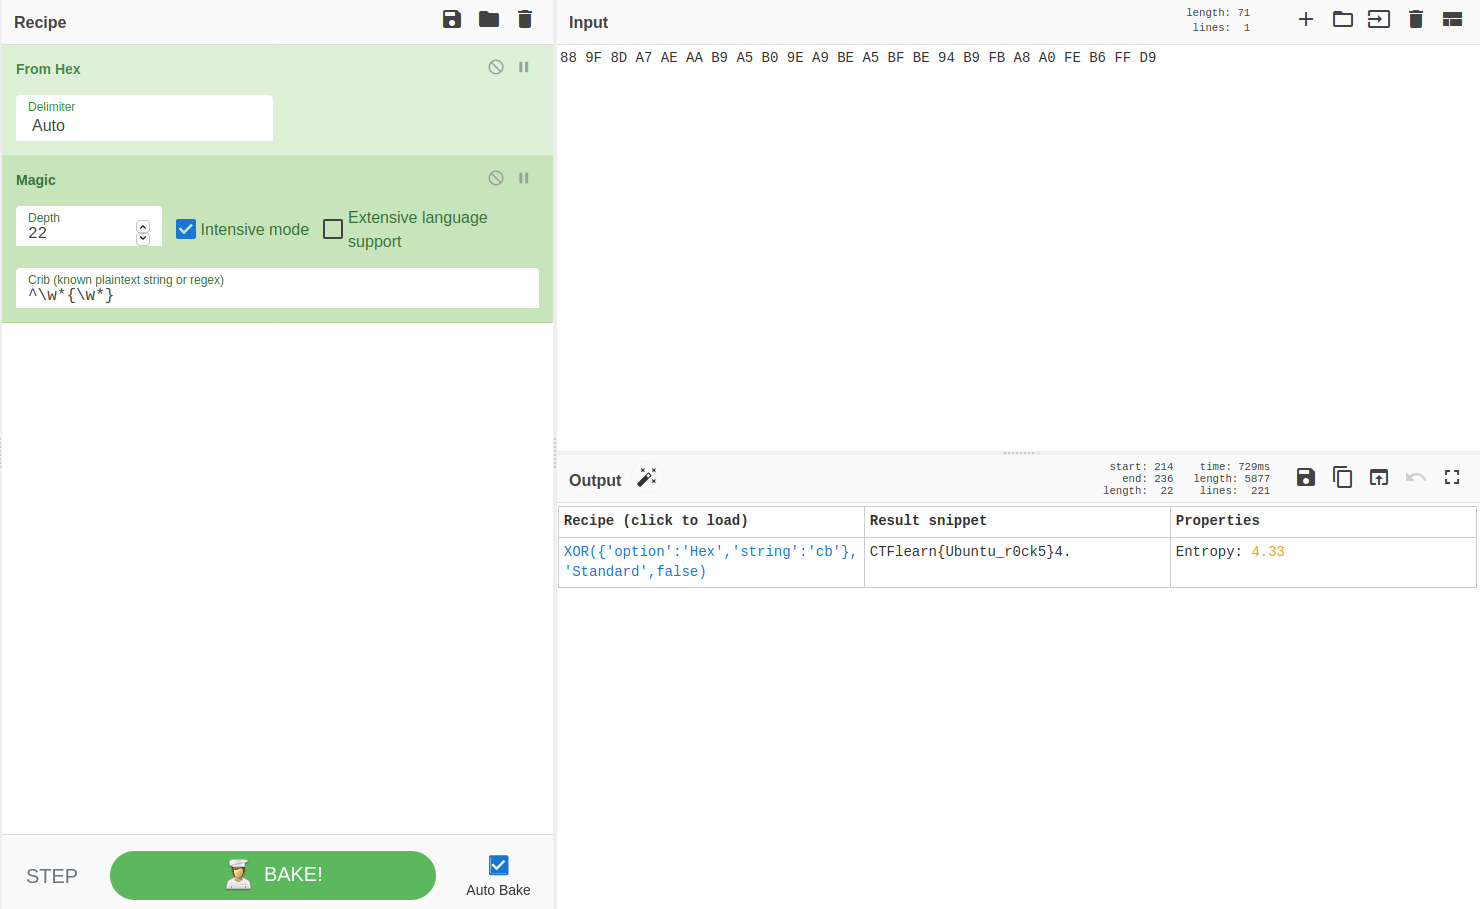 Recipe
From Hex
Delimiter
Auto
Magic
Depth
22
Intensive mode
Extensive language
support
Crib (known plaintext string or regex)
^\w*{\w*}
STEP
BAKE!
Auto Bake
Input
length: 71
lines: 1
88 9F 8D A7 AE AA B9 A5 B0 9E A9 BE A5 BF BE 94 B9 FB A8 A0 FE B6 FF D9
Output
start: 214 time: 729ms
end: 236 length: 5877
length: 22 lines: 221
Recipe (click to load) Result snippet Properties
XOR({'option':'Hex','string':'cb'}, CTFlearn{Ubuntu_r0ck5}4. Entropy: 4.33
'Standard',false)